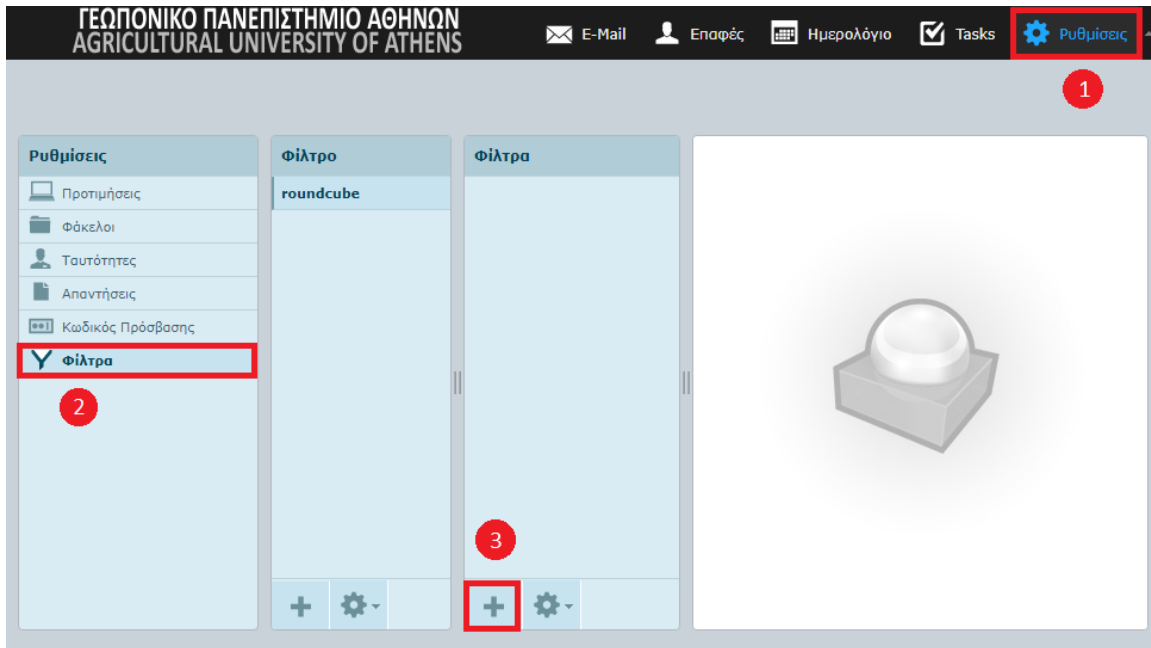 ΓΕΩΠΟΝΙΚΟ ΠΑΝΕΠΙΣΤΗΜΙΟ ΑΘΗΝΩΝ
AGRICULTURAL UNIVERSITY OF ATHENS
E-Mail Επαφές Ημερολόγιο Tasks Ρυθμίσεις
1
Ρυθμίσεις
Προτιμήσεις
Φάκελοι
Ταυτότητες
Απαντήσεις
Κωδικός Πρόσβασης
Φίλτρα
2
Φίλτρο
roundcube
Φίλτρα
3